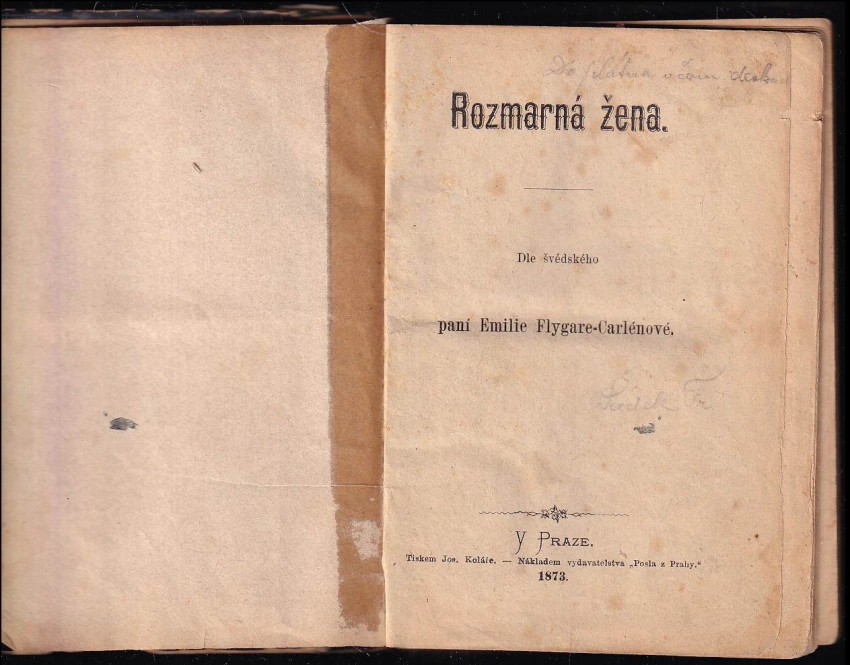 Rozmarná žena.
Dle švédského
paní Emilie Flygare-Carlénové.
V PRAZE.
Tiskem Jos. Koláře. — Nákladem vydavatelstva „Posla z Prahy.“
1873.